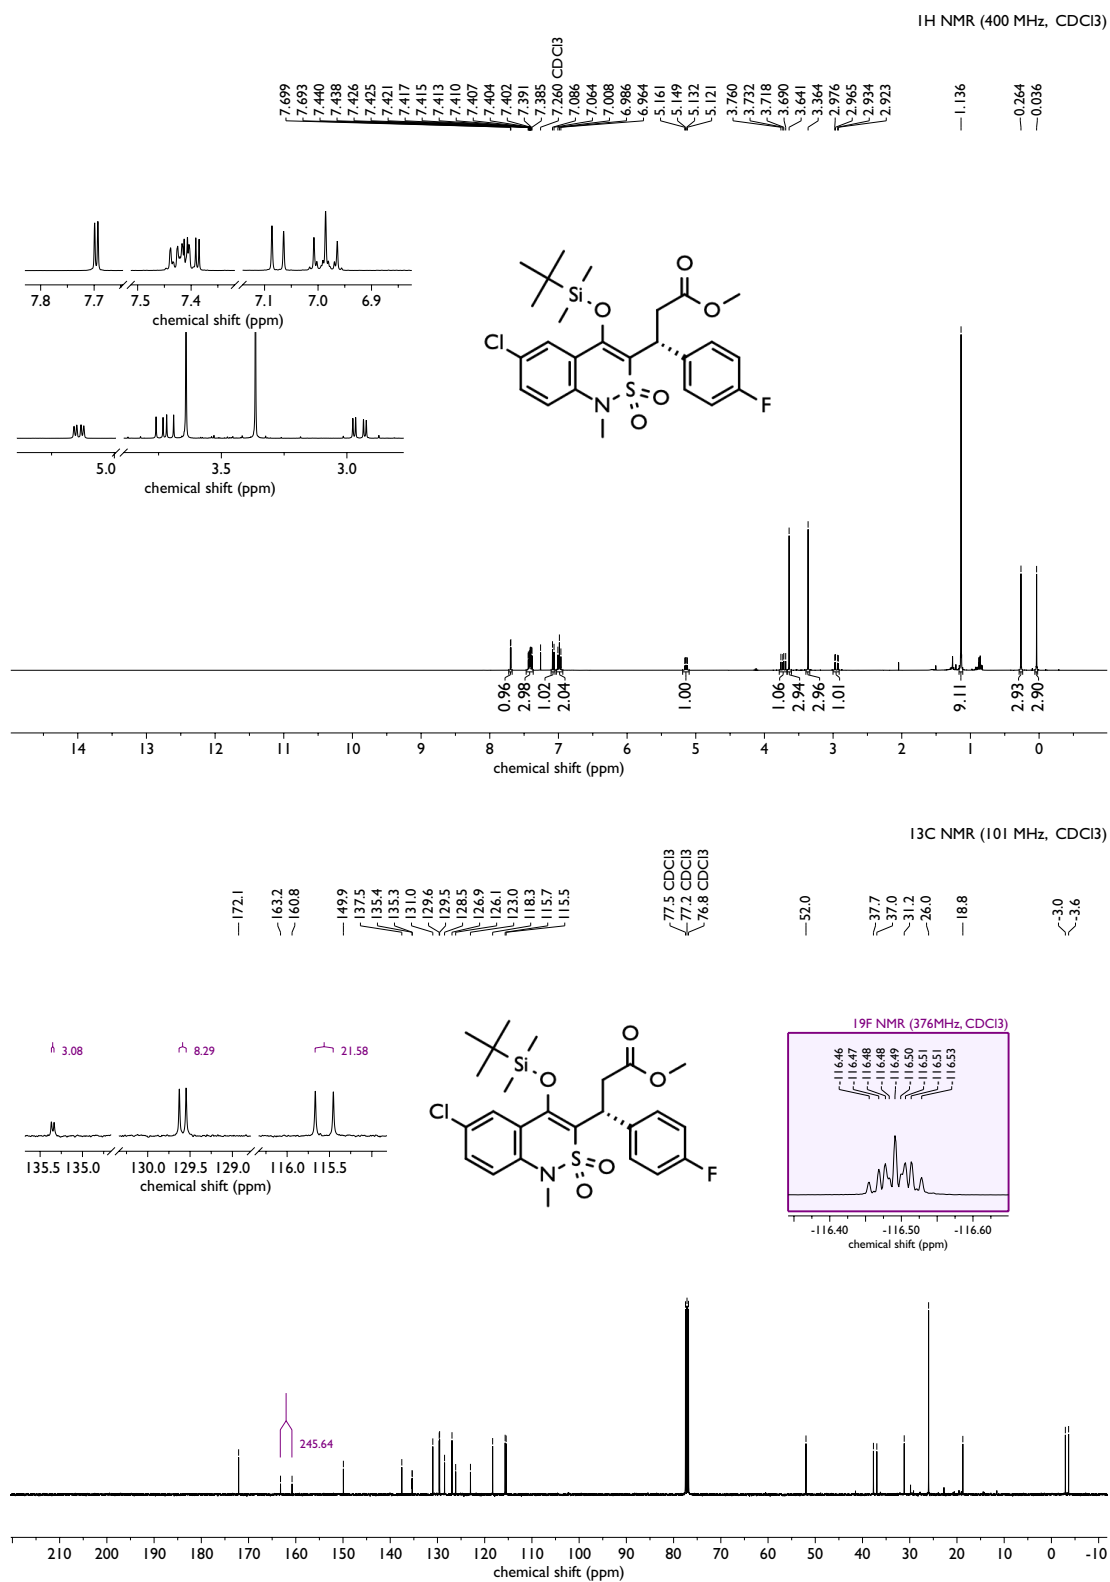 1H NMR (400 MHz, CDCl3)
7.699
7.693
7.440
7.438
7.426
7.425
7.421
7.417
7.415
7.413
7.410
7.407
7.404
7.402
7.391
7.385
7.260 CDCl3
7.086
7.064
7.008
6.986
6.964
5.161
5.149
5.132
5.121
3.760
3.732
3.718
3.690
3.641
3.364
2.976
2.965
2.934
2.923
1.136
0.264
0.036
7.8 7.7 7.5 7.4 7.1 7.0 6.9
chemical shift (ppm)
5.0 3.5 3.0
chemical shift (ppm)
Si
O
O
O
Cl
N
S
O
O
F
0.96
2.98
1.02
2.04
1.00
1.06
2.94
2.96
1.01
9.11
2.93
2.90
14 13 12 11 10 9 8 7 6 5 4 3 2 1 0
chemical shift (ppm)
13C NMR (101 MHz, CDCl3)
172.1
163.2
160.8
149.9
137.5
135.4
135.3
131.0
129.6
129.5
128.5
126.9
126.1
123.0
118.3
115.7
115.5
77.5 CDCl3
77.2 CDCl3
76.8 CDCl3
52.0
37.7
37.0
31.2
26.0
18.8
-3.0
-3.6
3.08 8.29 21.58
135.5 135.0 130.0 129.5 129.0 116.0 115.5
chemical shift (ppm)
Si
O
O
O
Cl
N
S
O
O
F
19F NMR (376MHz, CDCl3)
-116.46
-116.47
-116.48
-116.48
-116.49
-116.50
-116.51
-116.51
-116.53
-116.40 -116.50 -116.60
chemical shift (ppm)
245.64
210 200 190 180 170 160 150 140 130 120 110 100 90 80 70 60 50 40 30 20 10 0 -10
chemical shift (ppm)